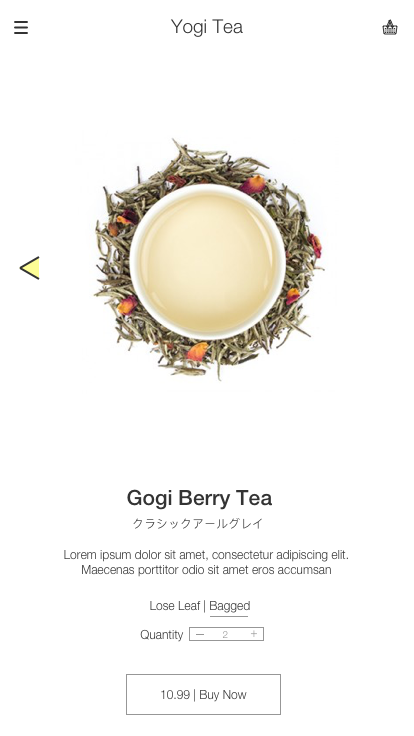 Yogi Tea
Gogi Berry Tea
クラシックアールグレイ
Lorem ipsum dolor sit amet, consectetur adipiscing elit.
Maecenas porttitor odio sit amet eros accumsan
Lose Leaf | Bagged
Quantity — 2 +
10.99 | Buy Now